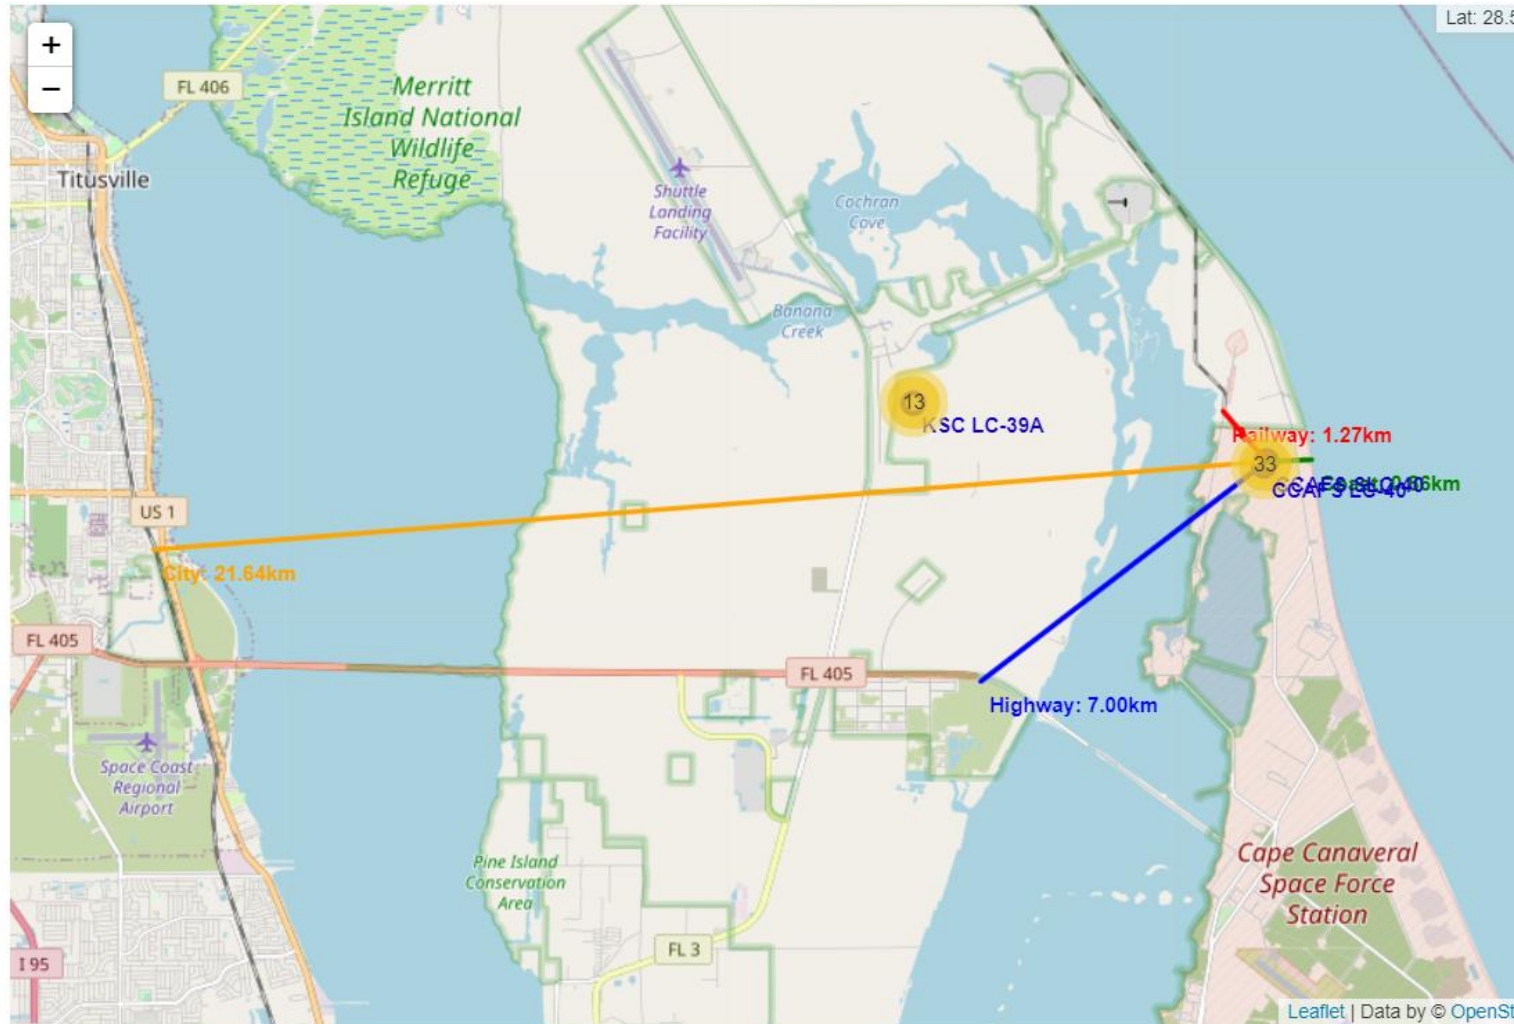 +
−
Lat: 28.5
FL 406
Merritt
Island National
Wildlife
Refuge
Titusville
Shuttle
Landing
Facility
Cochran
Cove
Banana
Creek
13
KSC LC-39A
Railway: 1.27km
33
CCAFS LC-40
US 1
City: 21.64km
FL 405
FL 405
Highway: 7.00km
Space Coast
Regional
Airport
Pine Island
Conservation
Area
Cape Canaveral
Space Force
Station
FL 3
I 95
Leaflet | Data by © OpenSt